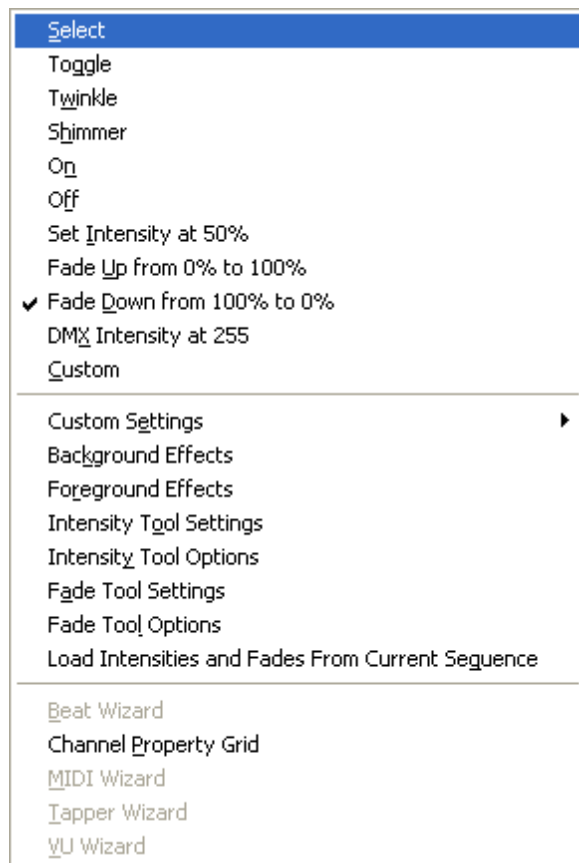 Select
Toggle
Twinkle
Shimmer
On
Off
Set Intensity at 50%
Fade Up from 0% to 100%
Fade Down from 100% to 0%
DMX Intensity at 255
Custom
Custom Settings
Background Effects
Foreground Effects
Intensity Tool Settings
Intensity Tool Options
Fade Tool Settings
Fade Tool Options
Load Intensities and Fades From Current Sequence
Beat Wizard
Channel Property Grid
MIDI Wizard
Tapper Wizard
VU Wizard